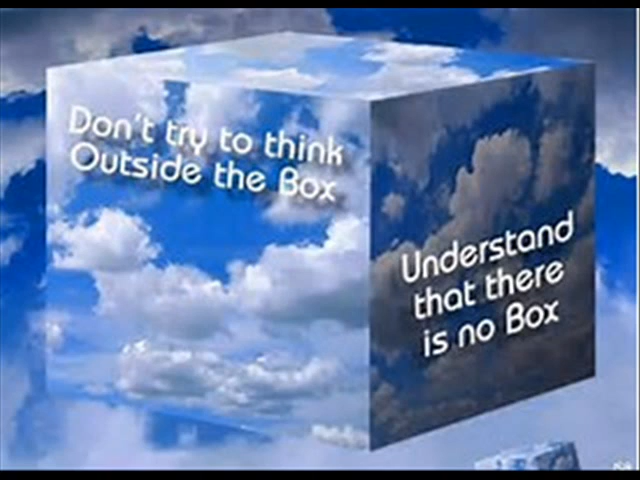 Don't try to think
Outside the Box
Understand
that there
is no Box